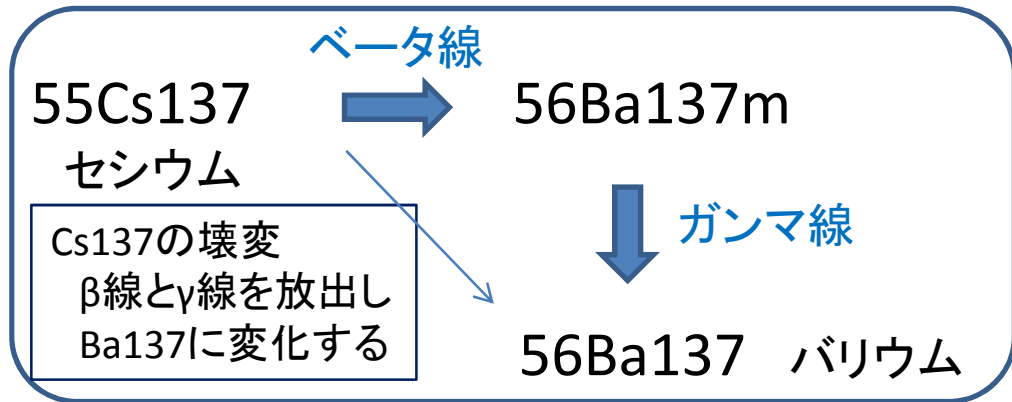 ベータ線
55Cs137
56Ba137m
セシウム
ガンマ線
Cs137の壊変
β線とγ線を放出し
Ba137に変化する
56Ba137 バリウム